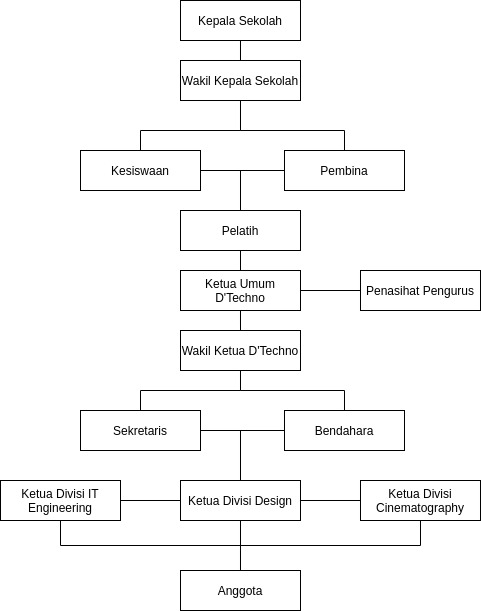 Kepala Sekolah
Wakil Kepala Sekolah
Kesiswaan
Pembina
Pelatih
Ketua Umum
D'Techno
Penasihat Pengurus
Wakil Ketua D'Techno
Sekretaris
Bendahara
Ketua Divisi IT
Engineering
Ketua Divisi Design
Ketua Divisi
Cinematography
Anggota